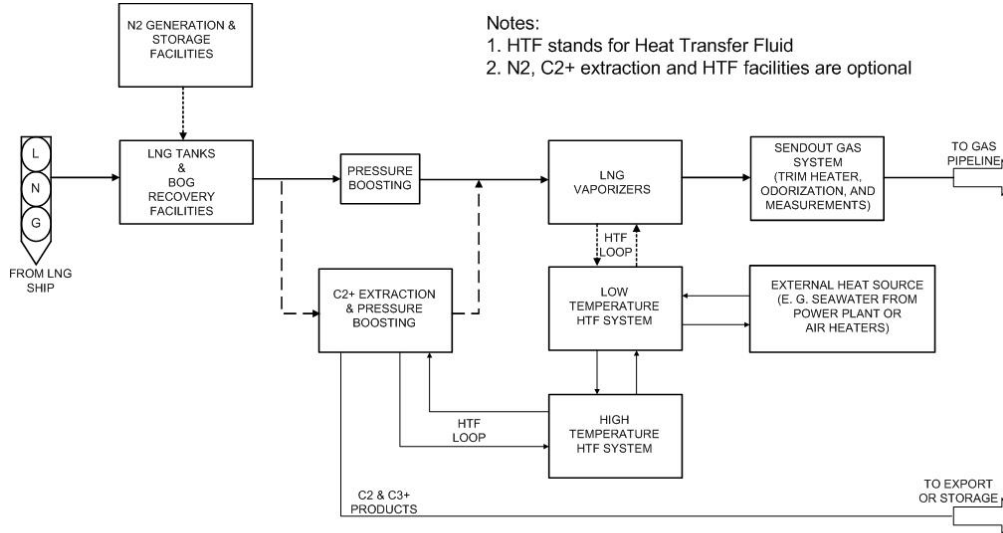 N2 GENERATION &
STORAGE
FACILITIES
Notes:
1. HTF stands for Heat Transfer Fluid
2. N2, C2+ extraction and HTF facilities are optional
L
N
G
FROM LNG
SHIP
LNG TANKS
&
BOG
RECOVERY
FACILITIES
PRESSURE
BOOSTING
LNG
VAPORIZERS
SENDOUT GAS
SYSTEM
(TRIM HEATER,
ODORIZATION, AND
MEASUREMENTS)
TO GAS
PIPELINE
HTF
LOOP
C2+ EXTRACTION
& PRESSURE
BOOSTING
LOW
TEMPERATURE
HTF SYSTEM
EXTERNAL HEAT SOURCE
(E. G. SEAWATER FROM
POWER PLANT OR
AIR HEATERS)
HTF
LOOP
HIGH
TEMPERATURE
HTF SYSTEM
C2 & C3+
PRODUCTS
TO EXPORT
OR STORAGE